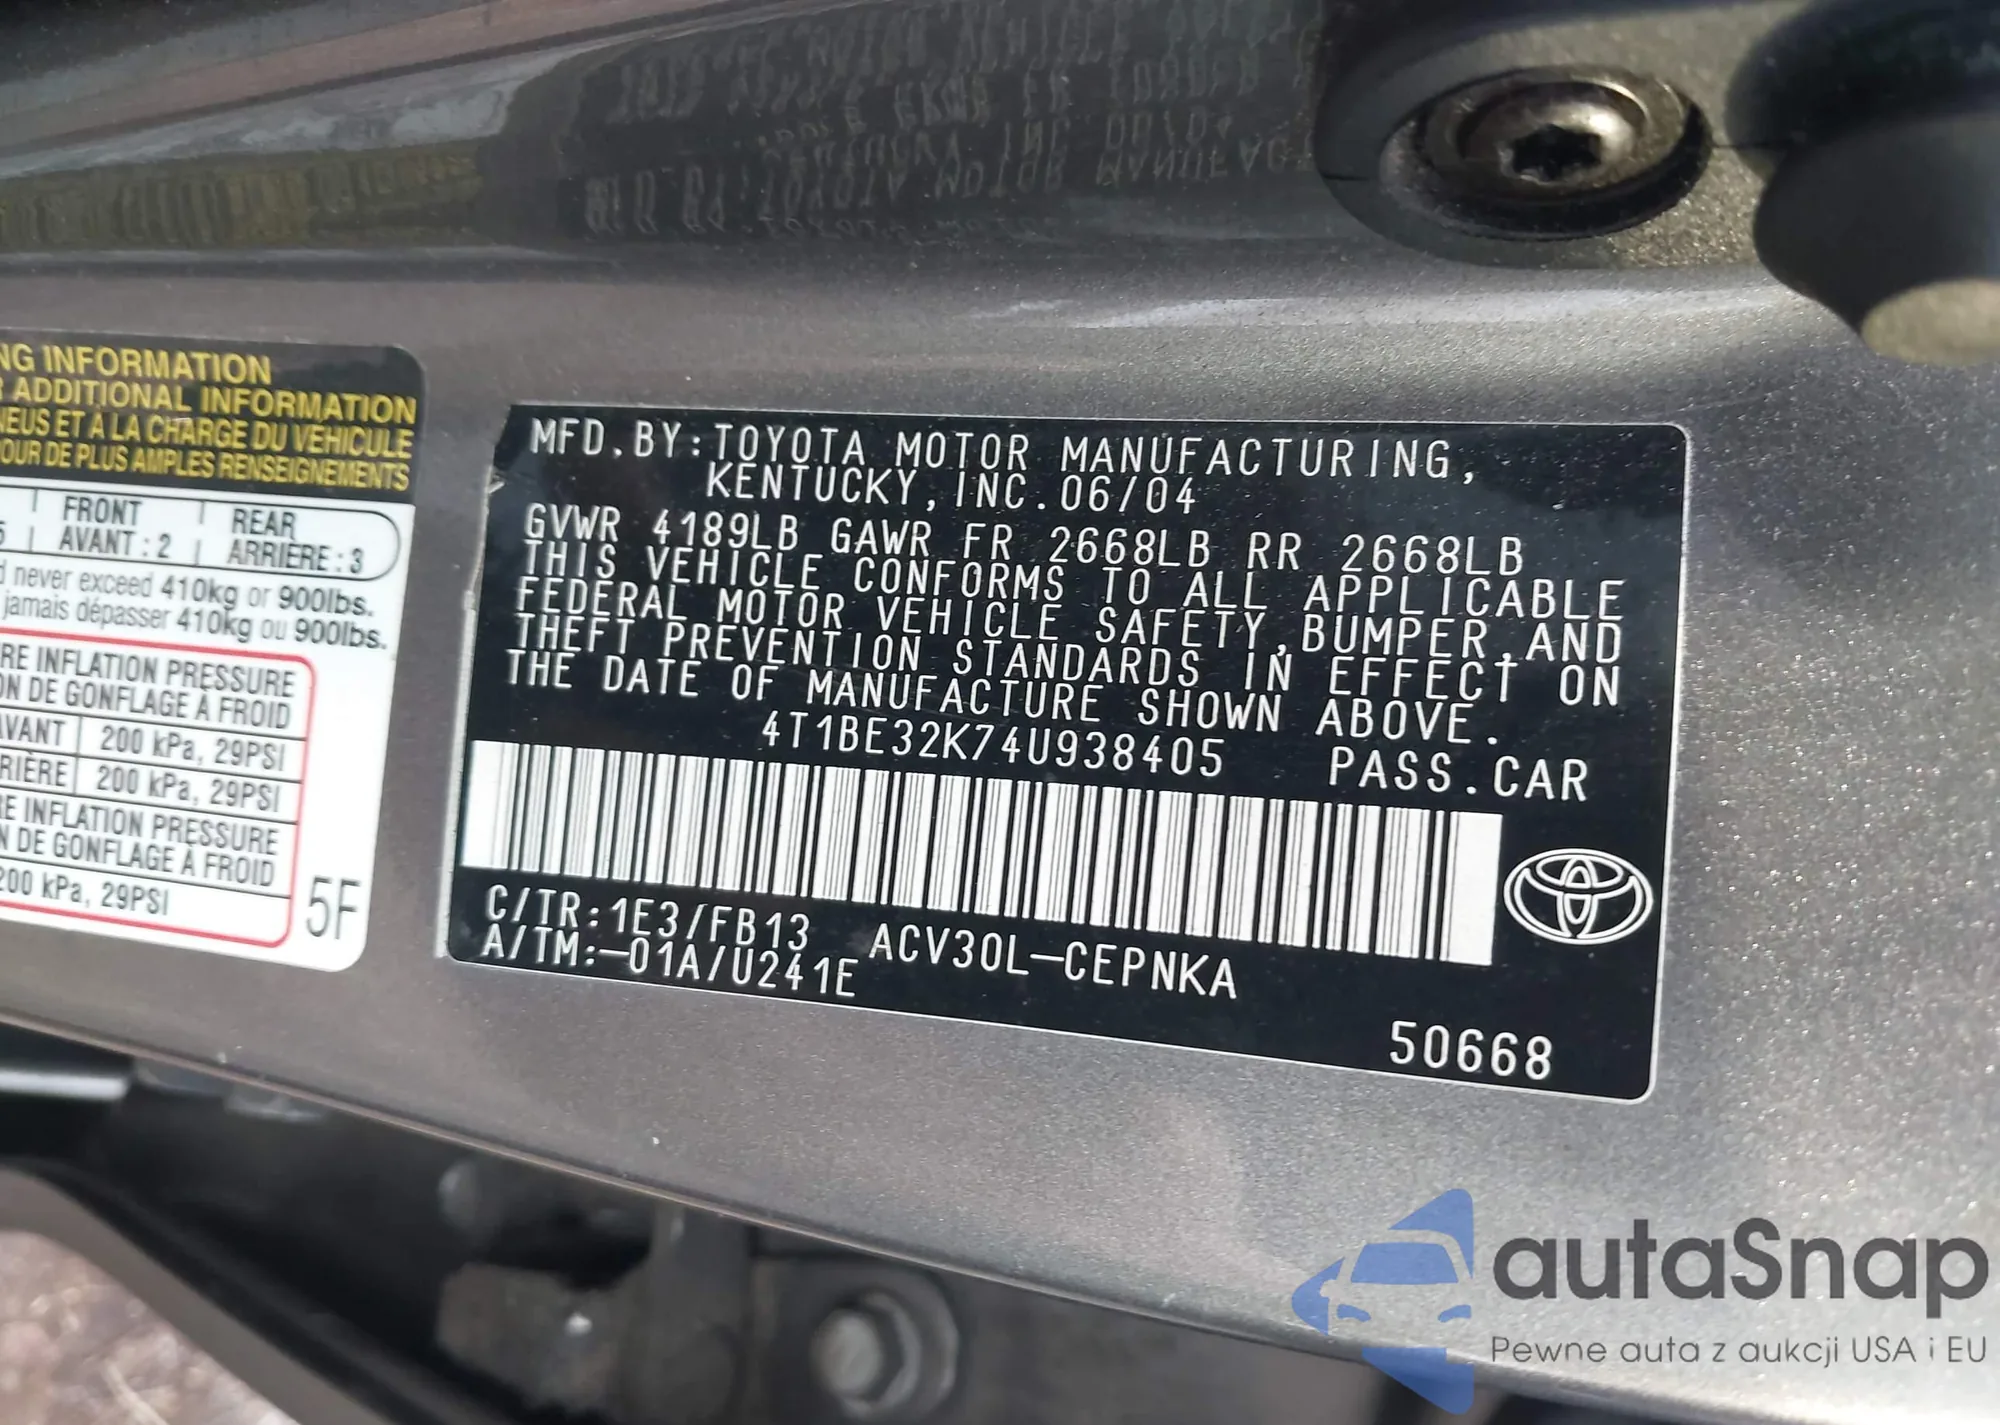 NG INFORMATION
R ADDITIONAL INFORMATION
NEUS ET À LA CHARGE DU VÉHICULE
POUR DE PLUS AMPLES RENSEIGNEMENTS
5 FRONT REAR
AVANT : 2 ARRIÈRE : 3
d never exceed 410kg or 900lbs.
jamais dépasser 410kg ou 900lbs.
RE INFLATION PRESSURE
ON DE GONFLAGE À FROID
AVANT 200 kPa, 29PSI
RIÈRE 200 kPa, 29PSI
RE INFLATION PRESSURE
N DE GONFLAGE À FROID
200 kPa, 29PSI
5F
MFD.BY:TOYOTA MOTOR MANUFACTURING,
KENTUCKY,INC.06/04
GVWR 4189LB GAWR FR 2668LB RR 2668LB
THIS VEHICLE CONFORMS TO ALL APPLICABLE
FEDERAL MOTOR VEHICLE SAFETY,BUMPER,AND
THEFT PREVENTION STANDARDS IN EFFECT ON
THE DATE OF MANUFACTURE SHOWN ABOVE.
4T1BE32K74U938405 PASS.CAR
C/TR:1E3/FB13 ACV30L-CEPNKA
A/TM:-01A/U241E
50668
autaSnap
Pewne auta z aukcji USA i EU